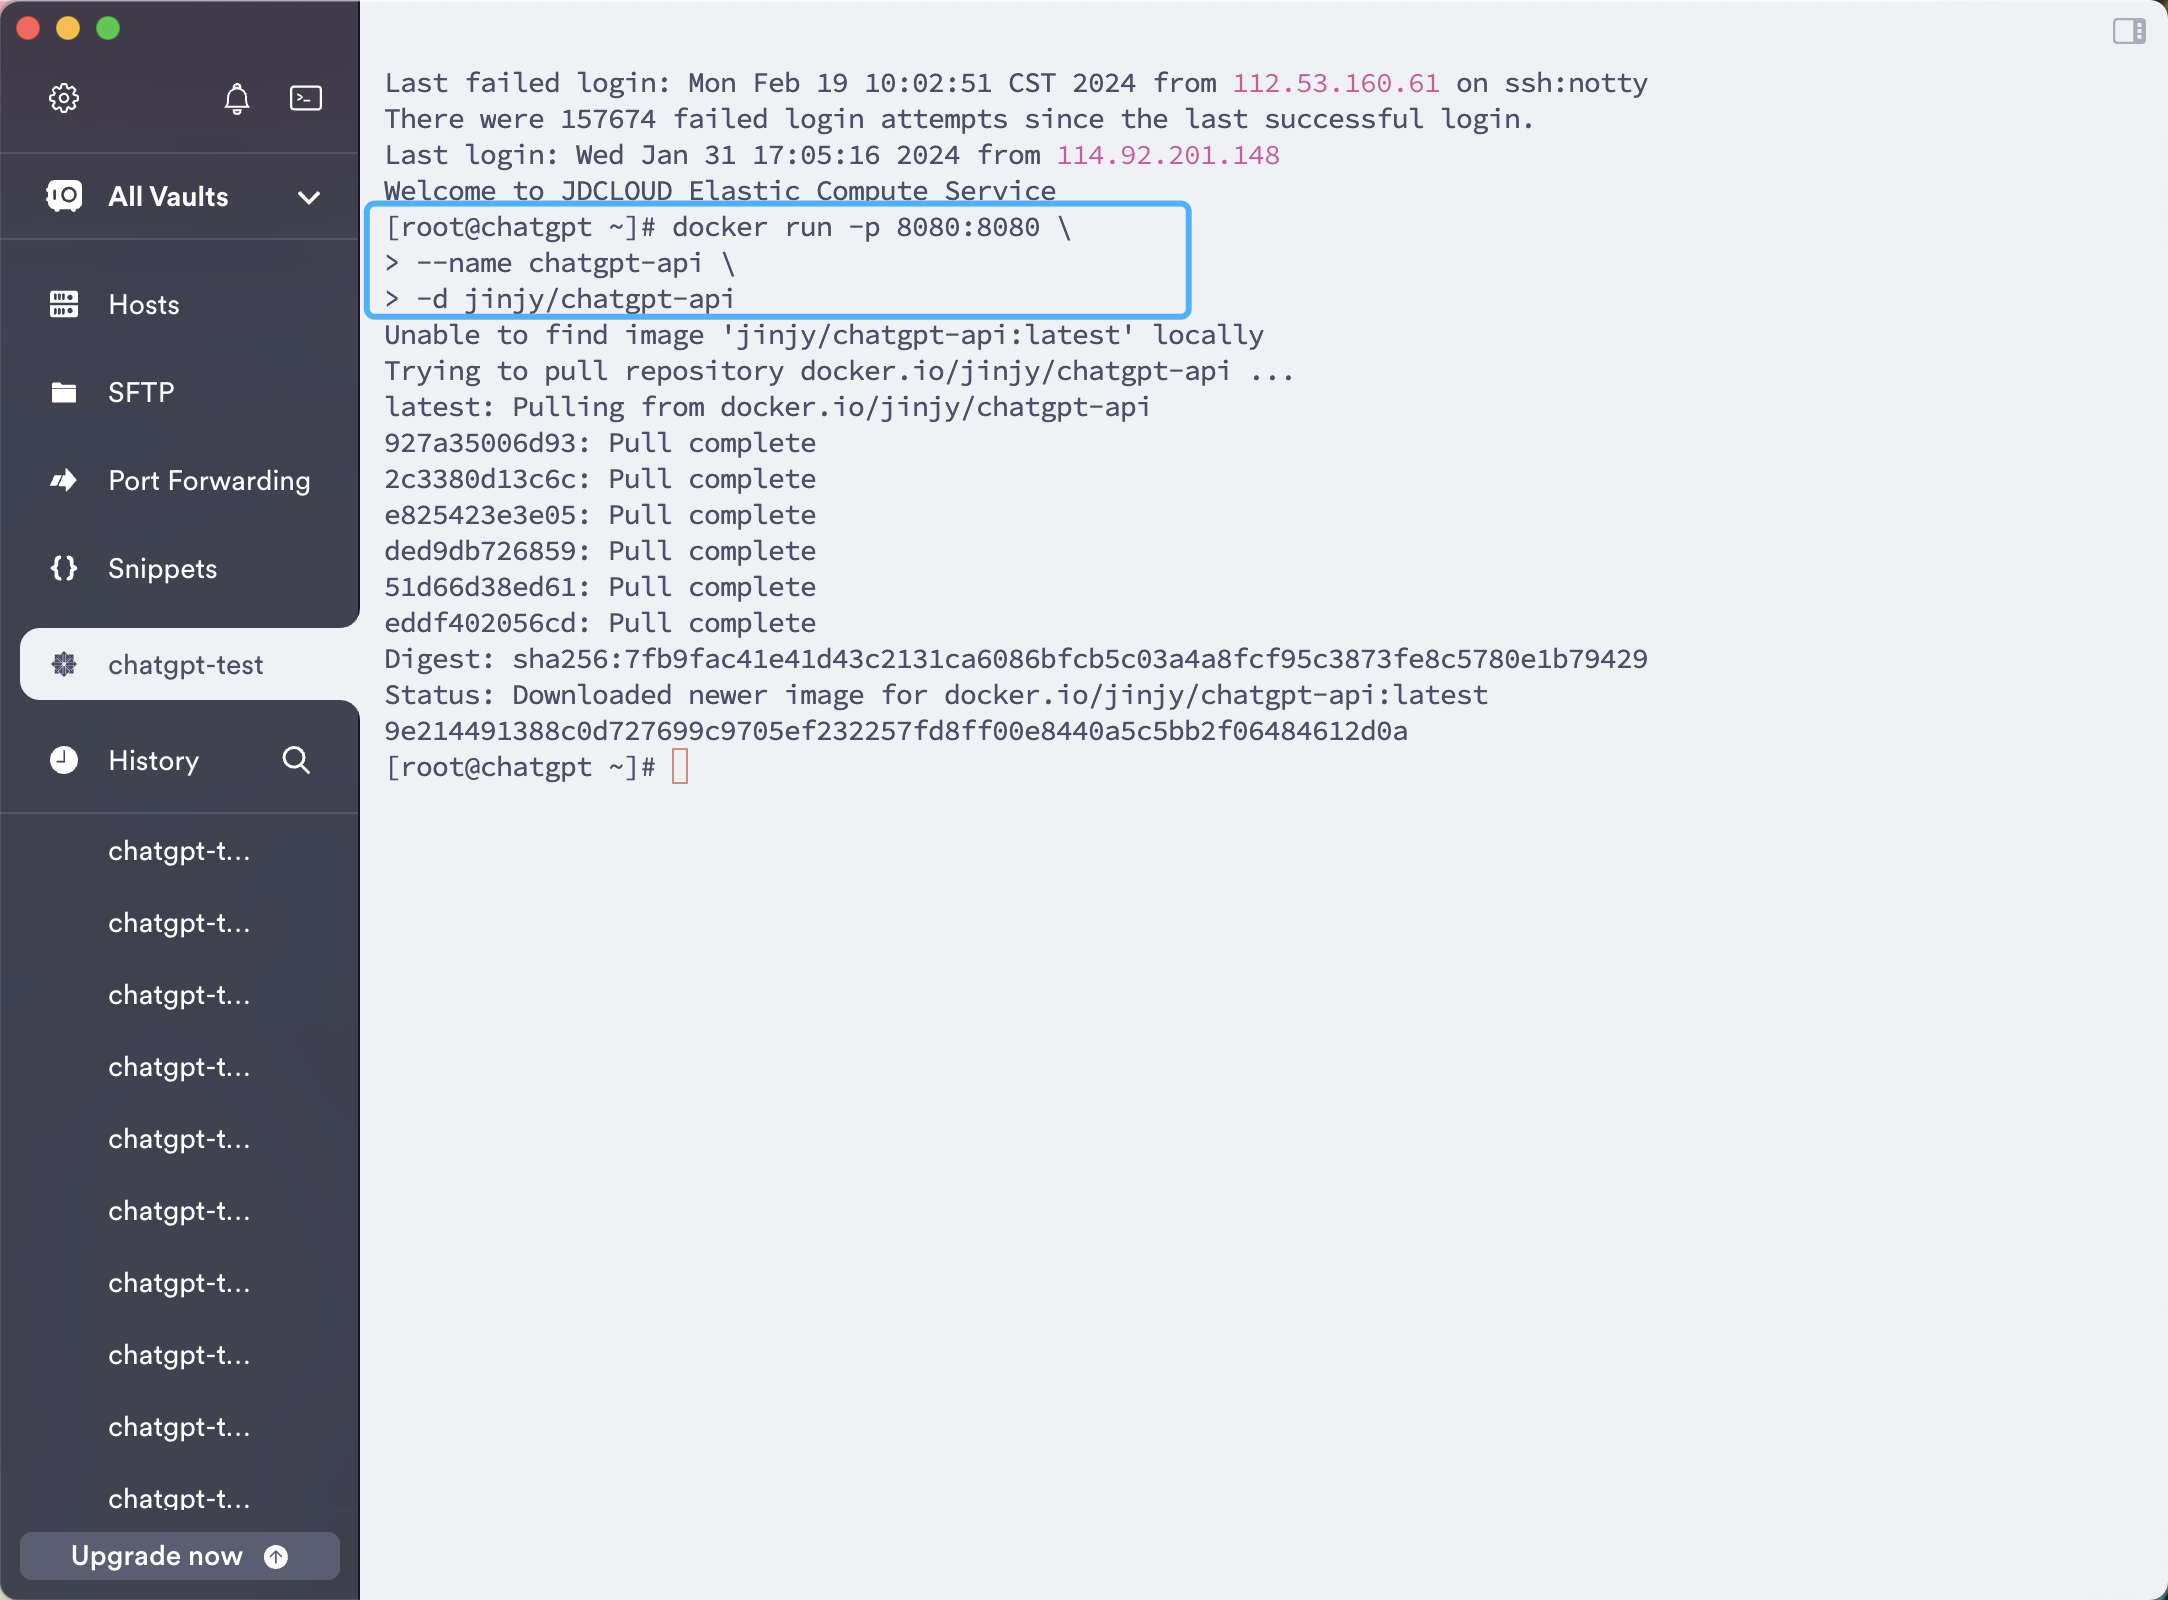 All Vaults
Hosts
SFTP
Port Forwarding
Snippets
chatgpt-test
History
chatgpt-t...
chatgpt-t...
chatgpt-t...
chatgpt-t...
chatgpt-t...
chatgpt-t...
chatgpt-t...
chatgpt-t...
chatgpt-t...
chatgpt-t...
Upgrade now
Last failed login: Mon Feb 19 10:02:51 CST 2024 from 112.53.160.61 on ssh:notty
There were 157674 failed login attempts since the last successful login.
Last login: Wed Jan 31 17:05:16 2024 from 114.92.201.148
Welcome to JDCLOUD Elastic Compute Service
[root@chatgpt ~]# docker run -p 8080:8080 \
> --name chatgpt-api \
> -d jinjy/chatgpt-api
Unable to find image 'jinjy/chatgpt-api:latest' locally
Trying to pull repository docker.io/jinjy/chatgpt-api ...
latest: Pulling from docker.io/jinjy/chatgpt-api
927a35006d93: Pull complete
2c3380d13c6c: Pull complete
e825423e3e05: Pull complete
ded9db726859: Pull complete
51d66d38ed61: Pull complete
eddf402056cd: Pull complete
Digest: sha256:7fb9fac41e41d43c2131ca6086bfcb5c03a4a8fcf95c3873fe8c5780e1b79429
Status: Downloaded newer image for docker.io/jinjy/chatgpt-api:latest
9e214491388c0d727699c9705ef232257fd8ff00e8440a5c5bb2f06484612d0a
[root@chatgpt ~]#